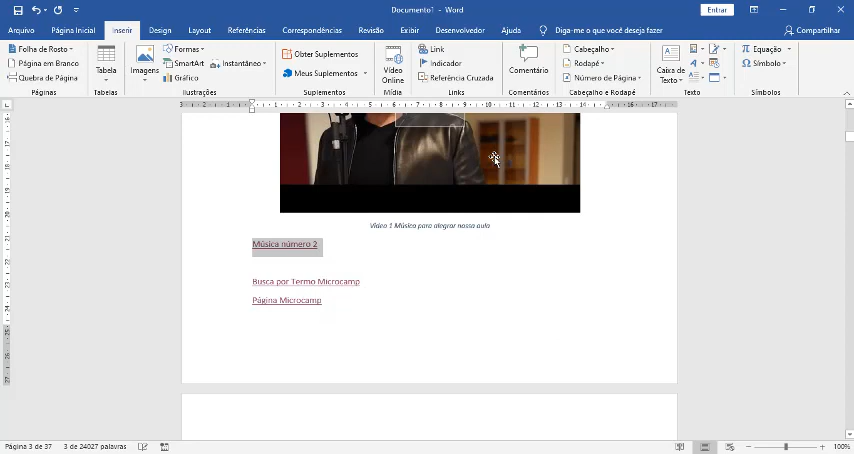 Documento1 - Word
Entrar
Arquivo Página Inicial Inserir Design Layout Referências Correspondências Revisão Exibir Desenvolvedor Ajuda Diga-me o que você deseja fazer Compartilhar
Folha de Rosto
Página em Branco
Quebra de Página
Páginas
Tabela
Tabelas
Imagens
Formas
SmartArt
Gráfico
Instantâneo
Ilustrações
Obter Suplementos
Meus Suplementos
Suplementos
Vídeo
Online
Mídia
Link
Indicador
Referência Cruzada
Links
Comentário
Comentários
Cabeçalho
Rodapé
Número de Página
Cabeçalho e Rodapé
Caixa de
Texto
Texto
Equação
Símbolo
Símbolos
Vídeo 1 Música para alegrar nossa aula
Música número 2
Busca por Termo Microcamp
Página Microcamp
Página 3 de 37 3 de 24027 palavras
100%